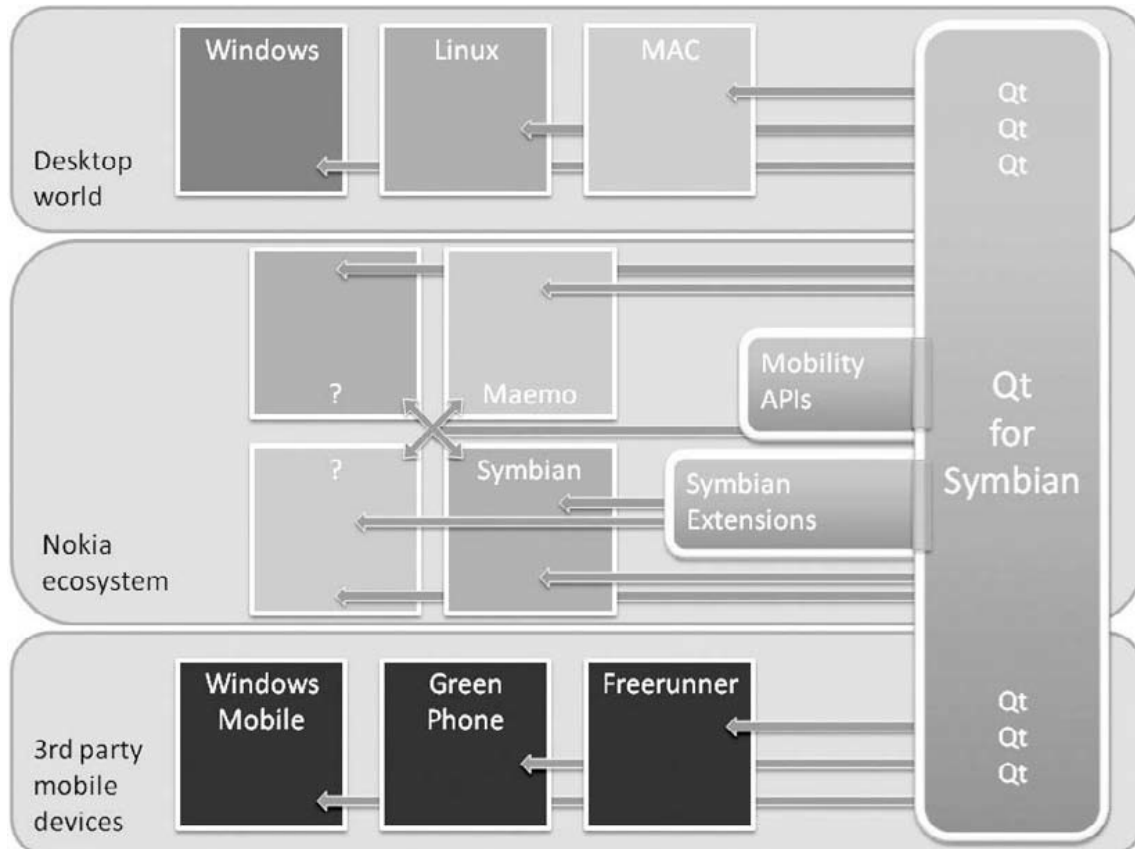 Windows
Linux
MAC
Desktop
world
Qt
Qt
Qt
?
Maemo
?
Symbian
Mobility
APIs
Symbian
Extensions
Qt
for
Symbian
Nokia
ecosystem
Windows
Mobile
Green
Phone
Freerunner
3rd party
mobile
devices
Qt
Qt
Qt